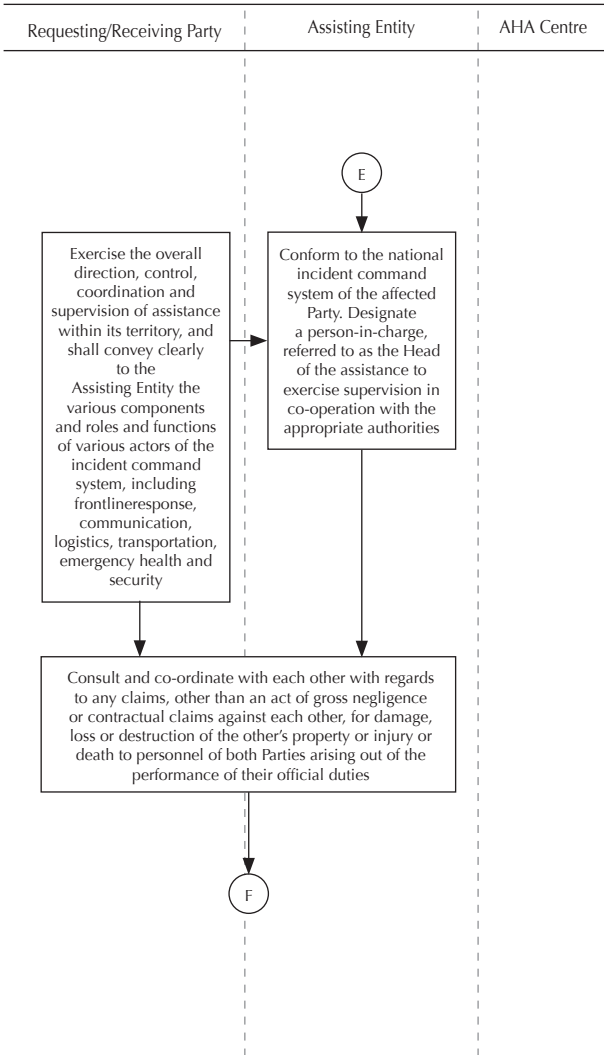 Requesting/Receiving Party
Assisting Entity
AHA Centre
E
Exercise the overall
direction, control,
coordination and
supervision of assistance
within its territory, and
shall convey clearly
to the
Assisting Entity the
various components
and roles and functions
of various actors of the
incident command
system, including
frontlineresponse,
communication,
logistics, transportation,
emergency health and
security
Conform to the national
incident command
system of the affected
Party. Designate
a person-in-charge,
referred to as the Head
of the assistance to
exercise supervision in
co-operation with the
appropriate authorities
Consult and co-ordinate with each other with regards
to any claims, other than an act of gross negligence
or contractual claims against each other, for damage,
loss or destruction of the other's property or injury or
death to personnel of both Parties arising out of the
performance of their official duties
F